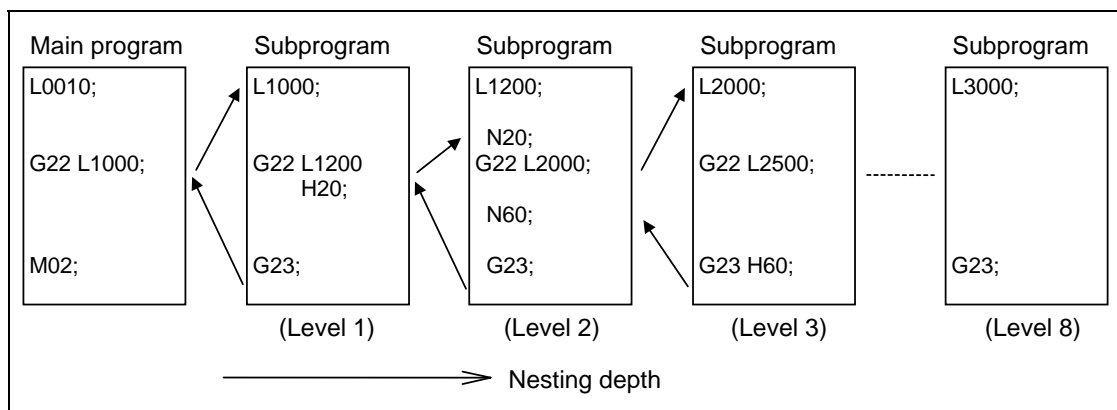 Main program
L0010;
G22 L1000;
M02;
Subprogram
L1000;
G22 L1200
H20;
G23;
(Level 1)
Subprogram
L1200;
N20;
G22 L2000;
N60;
G23;
(Level 2)
Subprogram
L2000;
G22 L2500;
G23 H60;
(Level 3)
Subprogram
L3000;
G23;
(Level 8)
Nesting depth